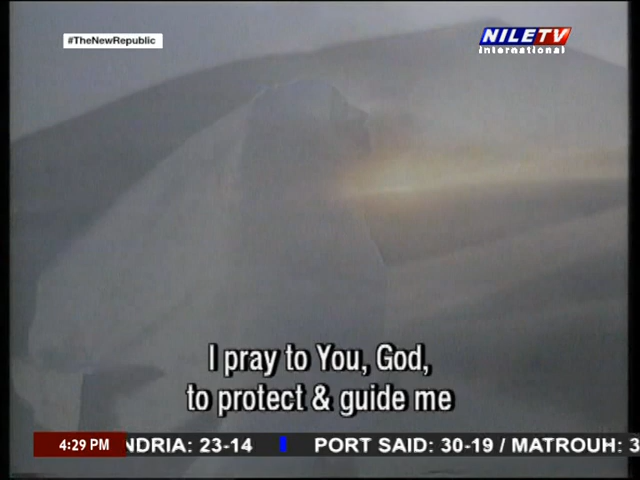 #TheNewRepublic
NILETV
International
I pray to You, God,
to protect & guide me
4:29 PM
NDRIA: 23-14 PORT SAID: 30-19 / MATROUH: 3